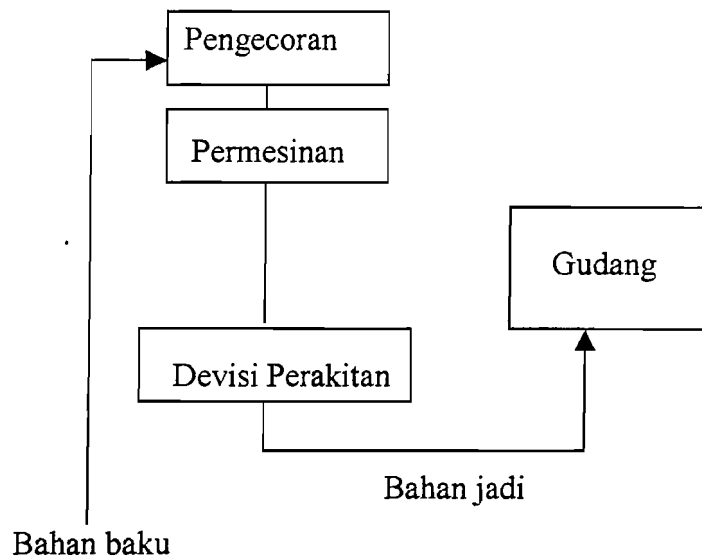 Pengecoran
Permesinan
Gudang
Devisi Perakitan
Bahan jadi
Bahan baku